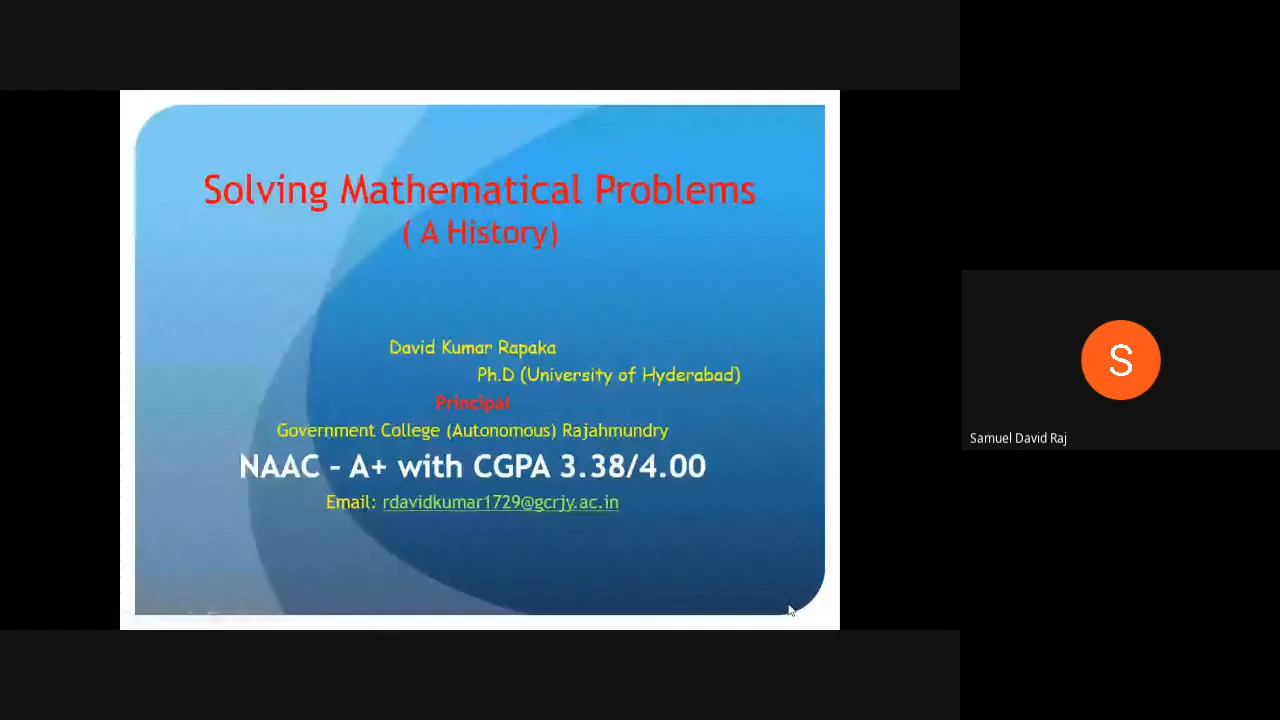 Solving Mathematical Problems
( A History)
David Kumar Rapaka
Ph.D (University of Hyderabad)
Principal
Government College (Autonomous) Rajahmundry
NAAC – A+ with CGPA 3.38/4.00
Email: rdavidkumar1729@gcrjy.ac.in
S
Samuel David Raj